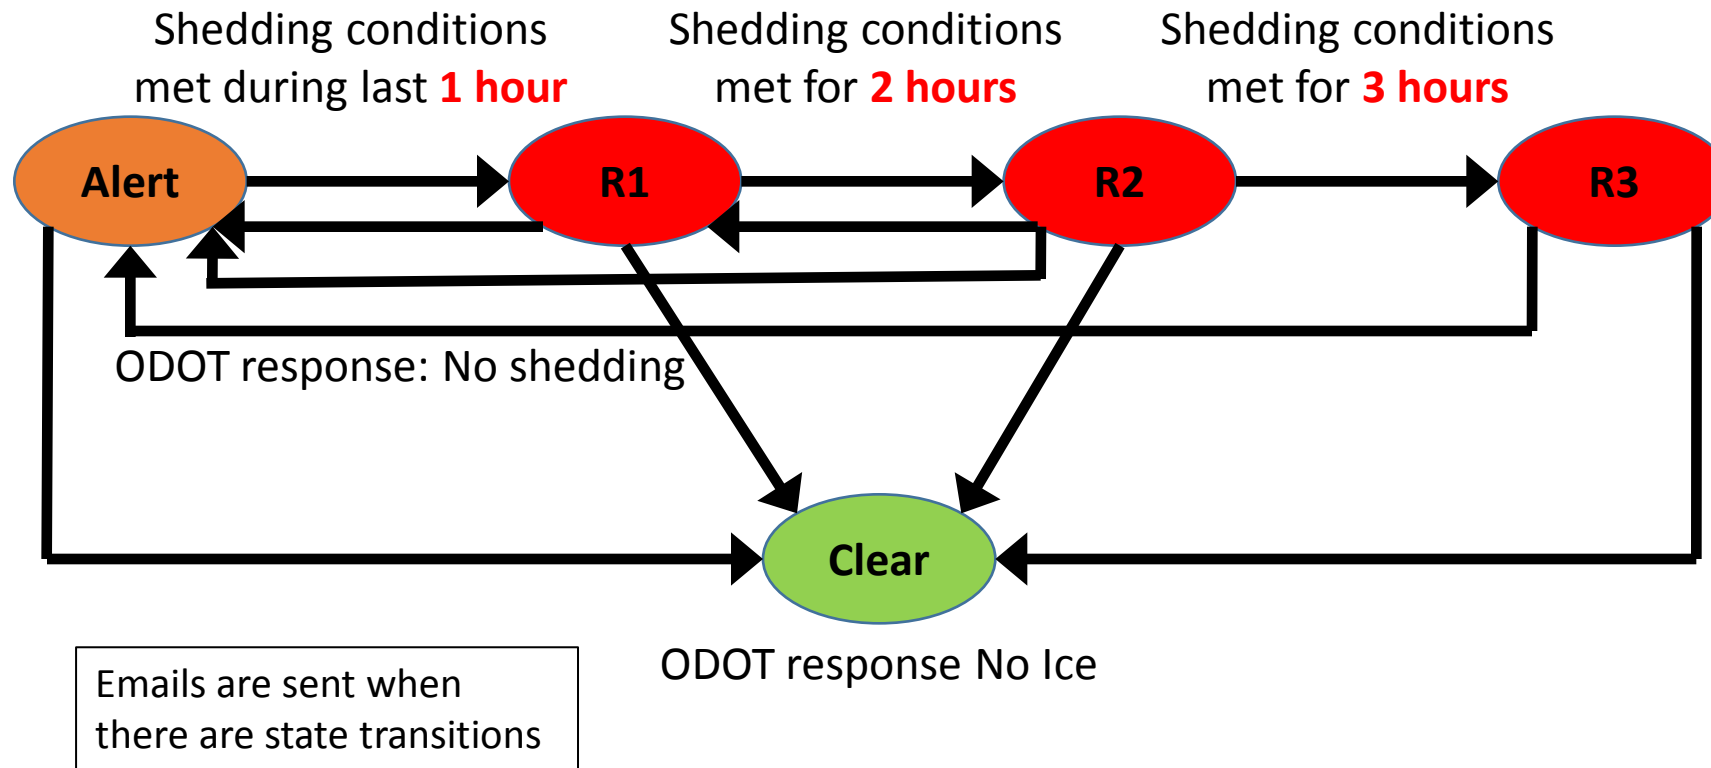 Shedding conditions
met during last 1 hour
Shedding conditions
met for 2 hours
Shedding conditions
met for 3 hours
Alert
R1
R2
R3
ODOT response: No shedding
Clear
ODOT response No Ice
Emails are sent when
there are state transitions